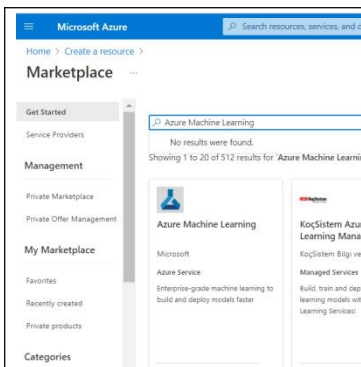 Microsoft Azure
Search resources, services, and d
Home > Create a resource >
Marketplace ...
Get Started
Service Providers
Management
Private Marketplace
Private Offer Management
My Marketplace
Favorites
Recently created
Private products
Categories
Azure Machine Learning
No results were found.
Showing 1 to 20 of 512 results for 'Azure Machine Learni
Azure Machine Learning
Microsoft
Azure Service
Enterprise-grade machine learning to
build and deploy models faster
KoçSistem
KoçSistem Azu
Learning Mana
KoçSistem Bilgi ve
Managed Services
Build, train and dep
learning models wit
Learning Services!